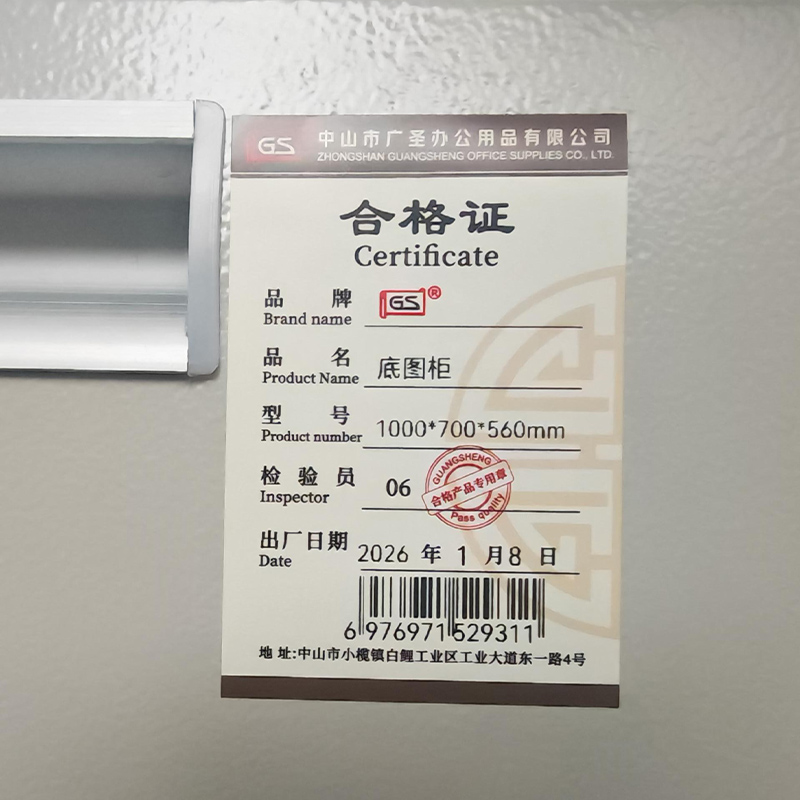 GS 中山市广圣办公用品有限公司
ZHONGSHAN GUANGSHENG OFFICE SUPPLIES CO., LTD.
合格证
Certificate
品 牌 GS®
Brand name
品 名 底图柜
Product Name
型 号 1000*700*560mm
Product number
检 验 员 06
Inspector
GUANGSHENG
合格产品专用章
Pass quality
出厂日期 2026 年 1 月 8 日
Date
6 976971 529311
地 址:中山市小榄镇白鲤工业区工业大道东一路4号